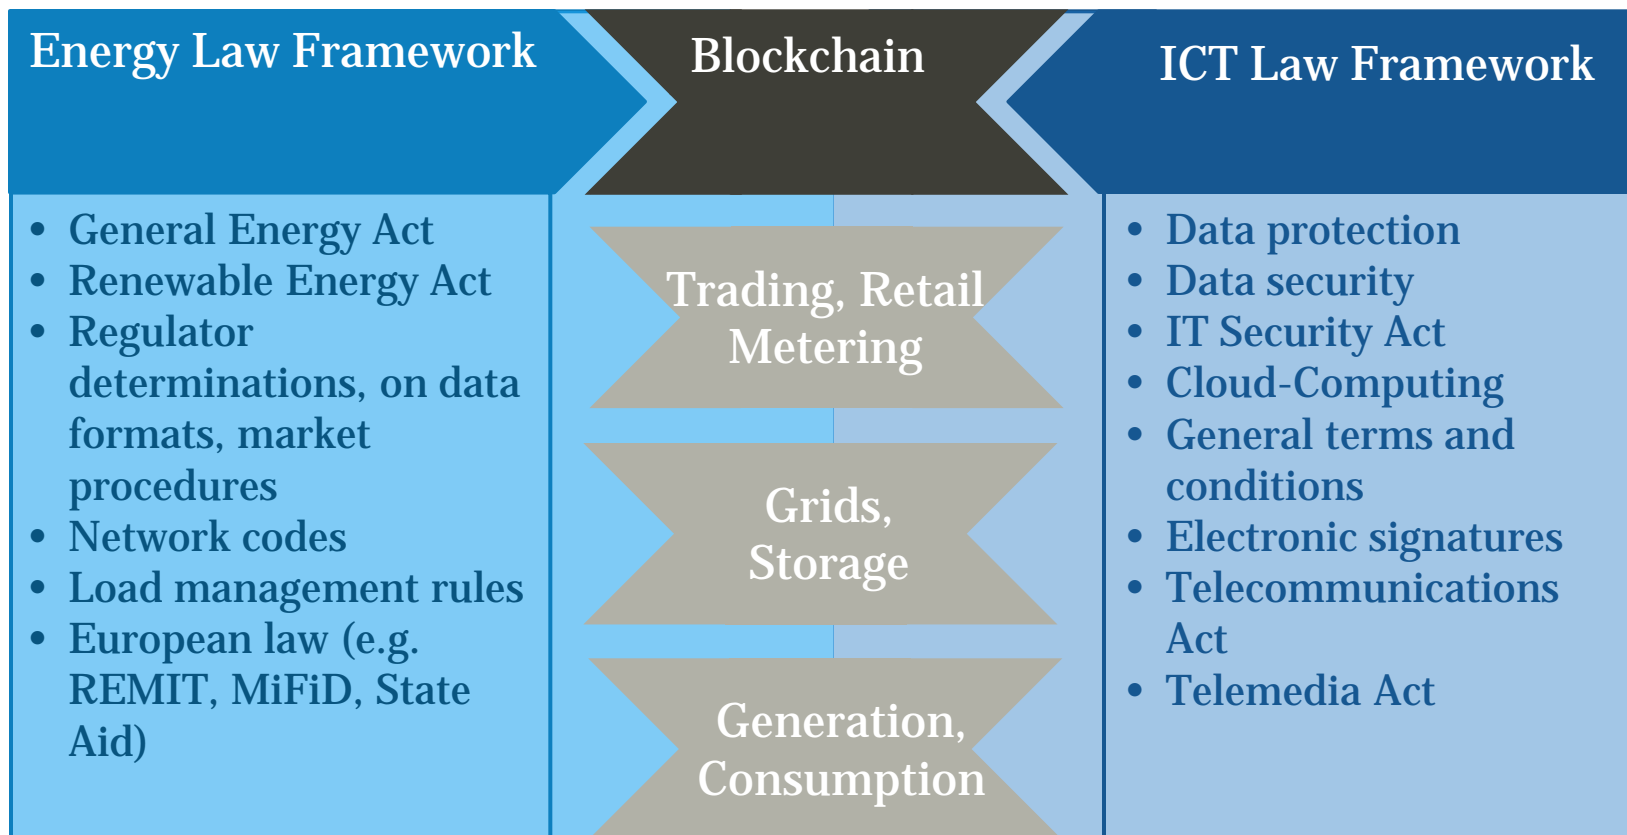 Energy Law Framework
Blockchain
ICT Law Framework
• General Energy Act
• Renewable Energy Act
• Regulator
determinations, on data
formats, market
procedures
• Network codes
• Load management rules
• European law (e.g.
REMIT, MiFiD, State
Aid)
Trading, Retail
Metering
Grids,
Storage
Generation,
Consumption
• Data protection
• Data security
• IT Security Act
• Cloud-Computing
• General terms and
conditions
• Electronic signatures
• Telecommunications
Act
• Telemedia Act